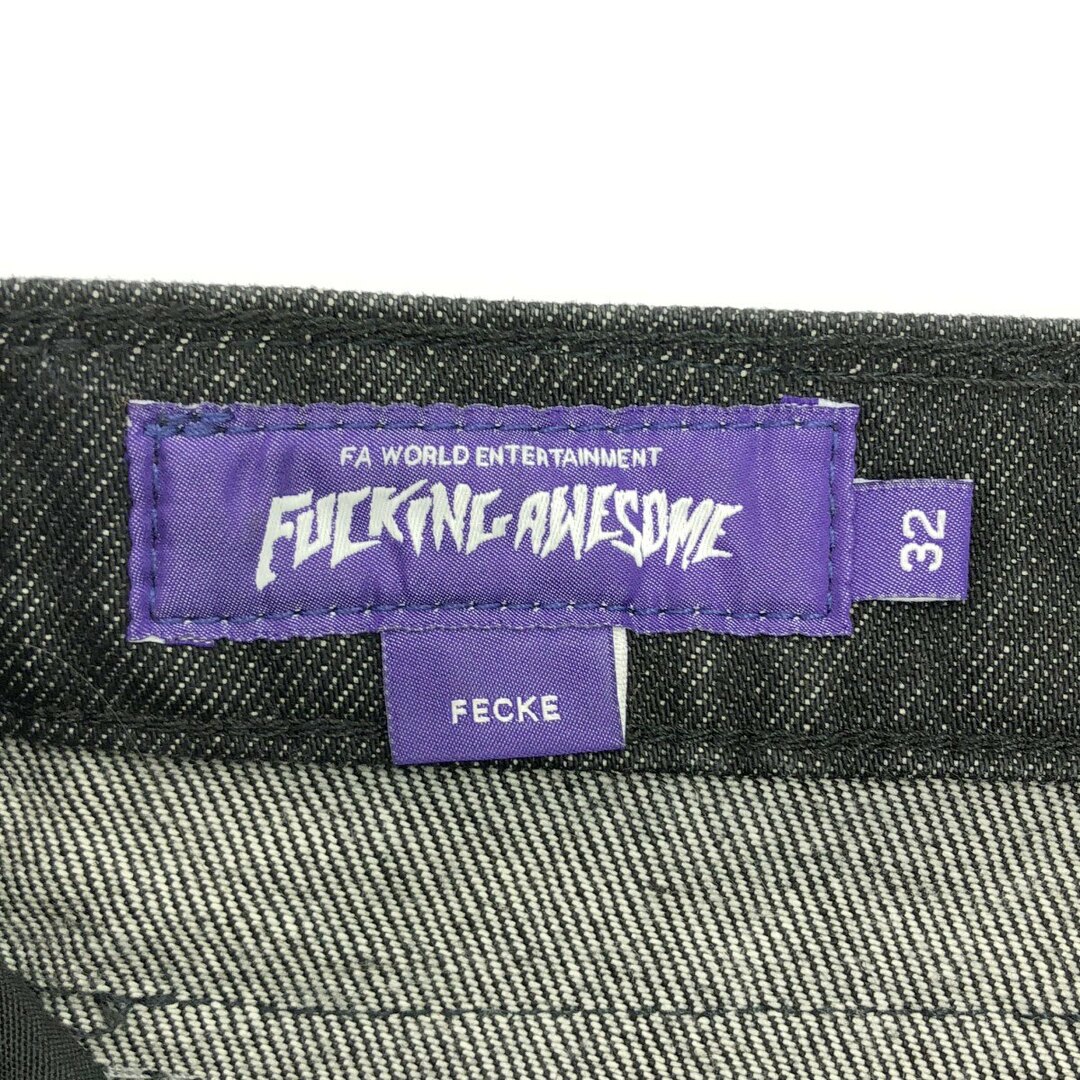 FA WORLD ENTERTAINMENT
FUCKING AWESOME
32
FECKE